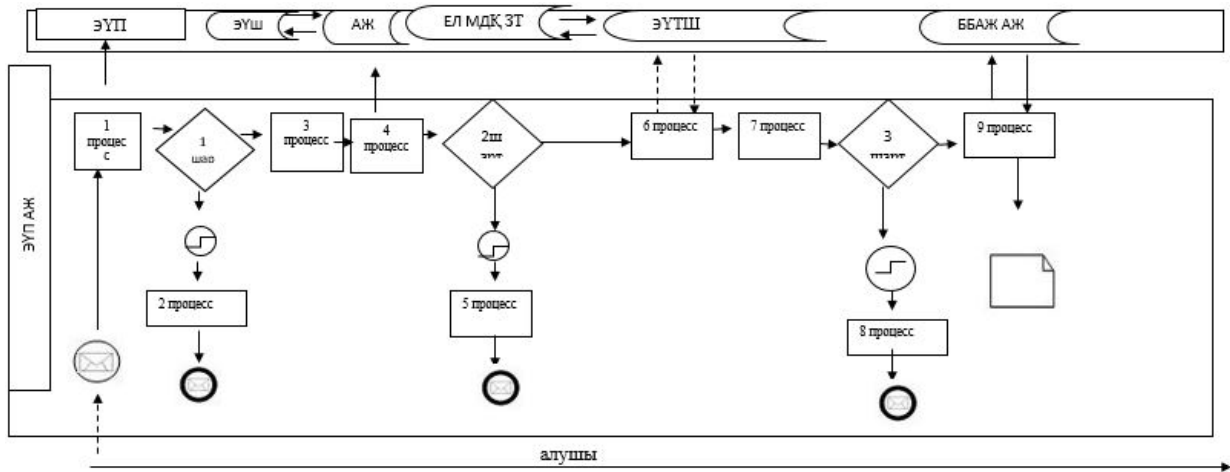 ЭҮП
ЭҮШ
АЖ
ЕЛ МДҚ ЗТ
ЭҮТШ
ББАЖ АЖ
ЭҮП АЖ
1
процес
с
1
3
процесс
4
процесс
2ш
6 процесс
7 процесс
3
шарт
9 процесс
2 процесс
5 процесс
8 процесс
алушы